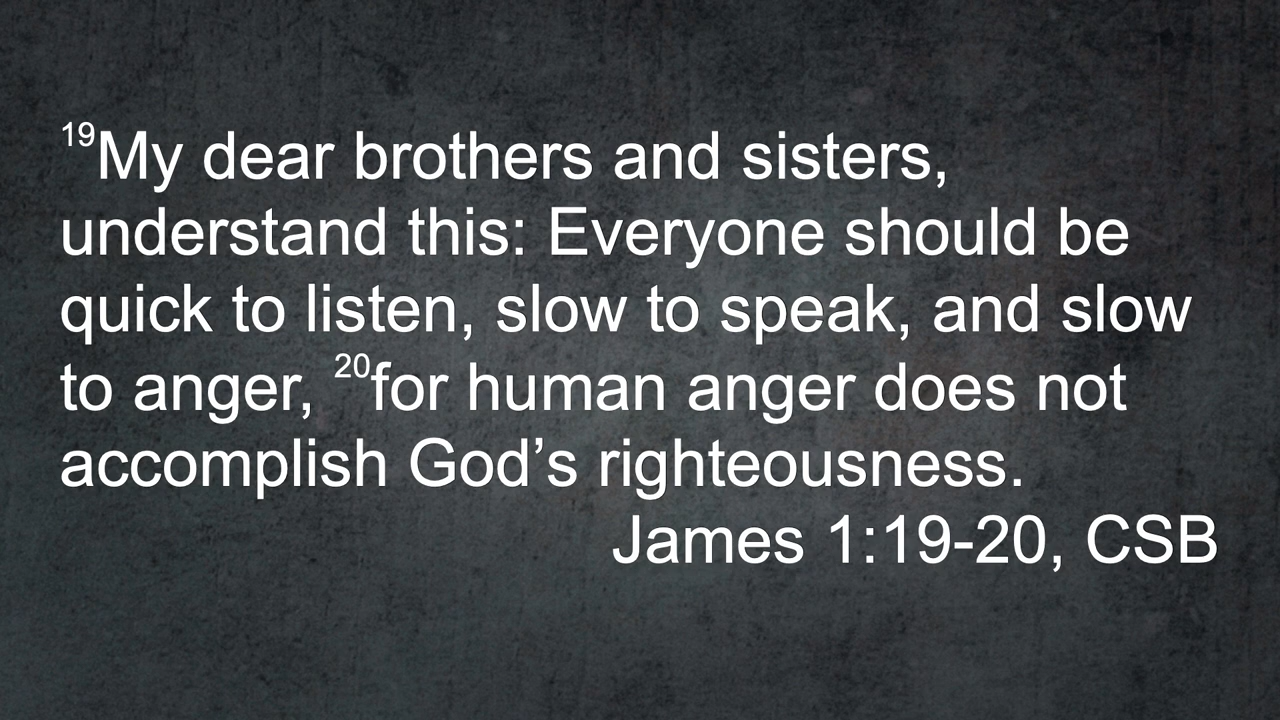 ¹⁹My dear brothers and sisters,
understand this: Everyone should be
quick to listen, slow to speak, and slow
to anger, ²⁰for human anger does not
accomplish God’s righteousness.
James 1:19-20, CSB